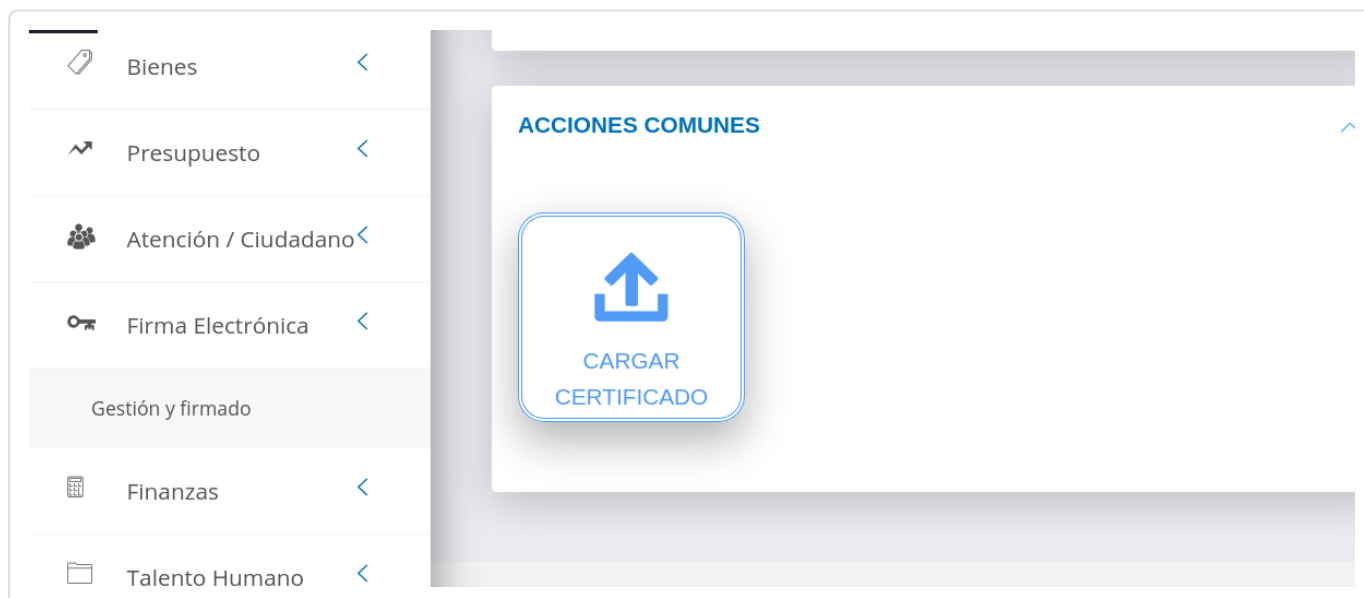 Bienes
Presupuesto
Atención / Ciudadano
Firma Electrónica
Gestión y firmado
Finanzas
Talento Humano
ACCIONES COMUNES
CARGAR
CERTIFICADO